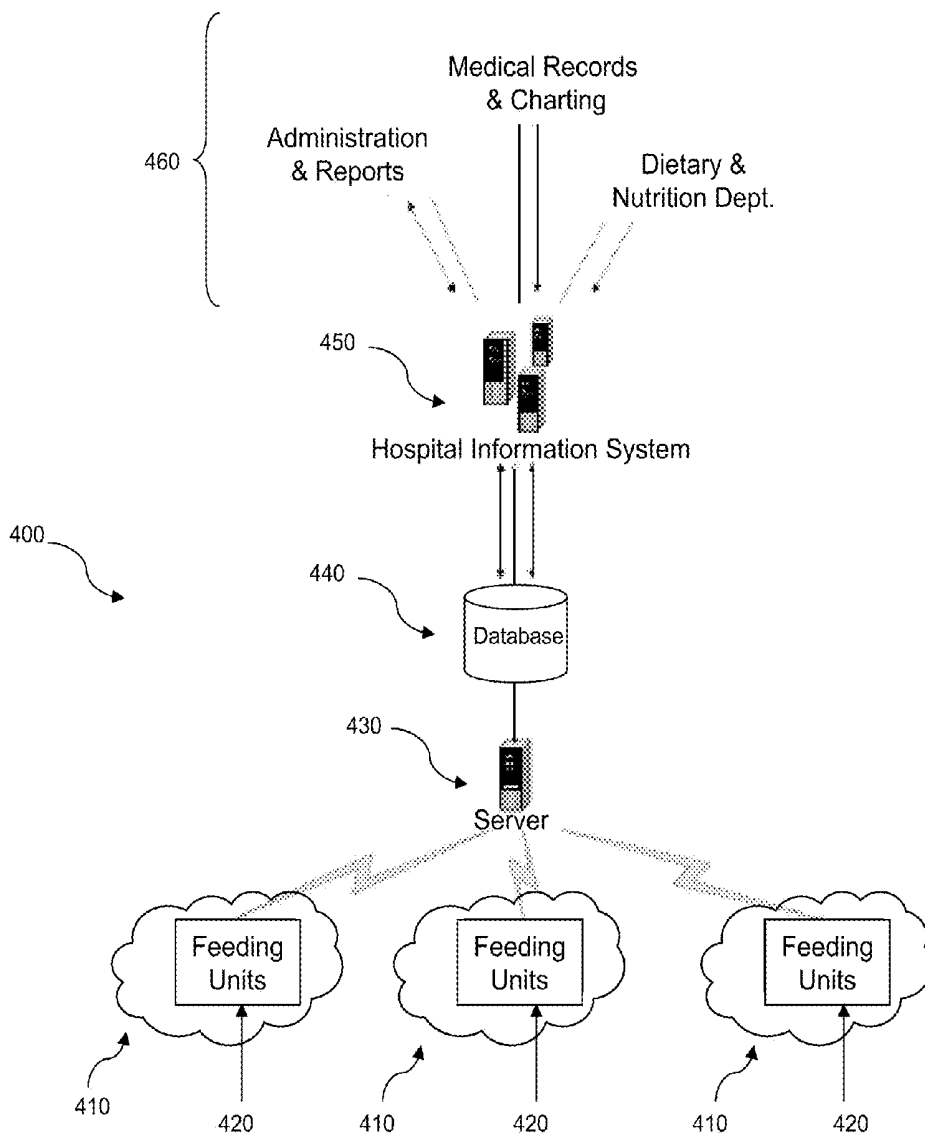 Medical Records
& Charting
Administration
& Reports
460
Dietary &
Nutrition Dept.
450
Hospital Information System
400
440
Database
430
Server
Feeding
Units
Feeding
Units
Feeding
Units
410
420
410
420
410
420